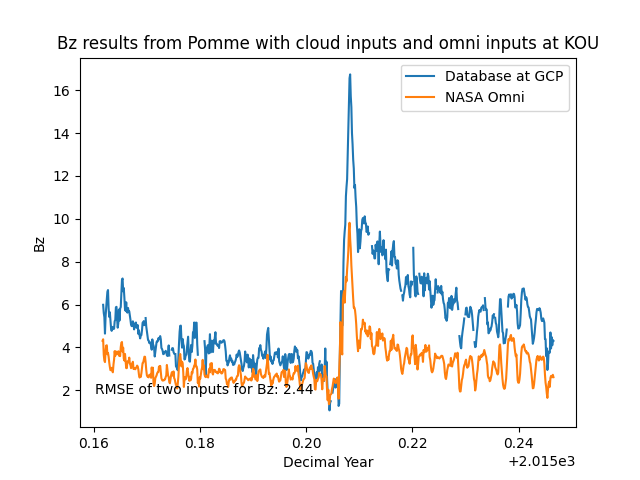 Bz results from Pomme with cloud inputs and omni inputs at KOU
Database at GCP
NASA Omni
16
14
12
10
8
6
4
2
Bz
RMSE of two inputs for Bz: 2.44
0.16
0.18
0.20
0.22
0.24
Decimal Year
+2.015e3